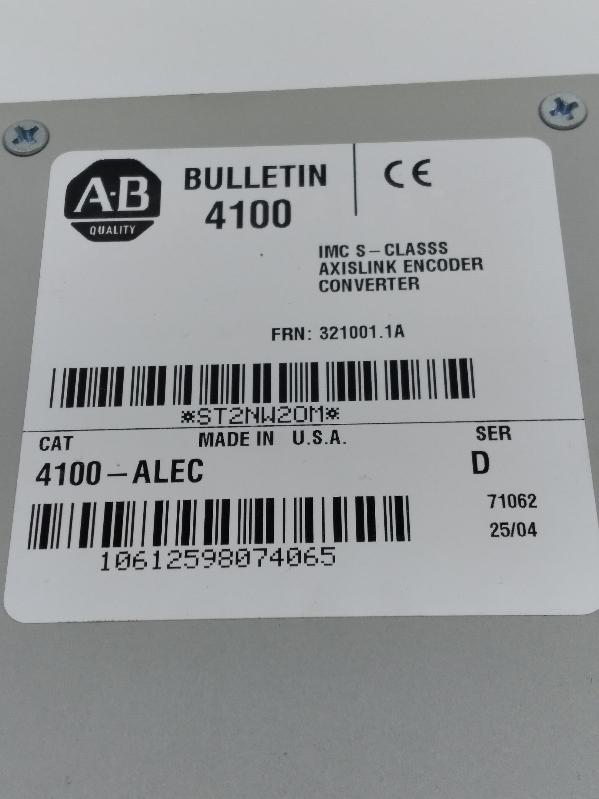 A-B
QUALITY
BULLETIN
4100
CE
IMC S-CLASSS
AXISLINK ENCODER
CONVERTER
FRN: 321001.1A
*ST2NW20M*
CAT
MADE IN U.S.A.
SER
4100-ALEC
D
71062
25/04
10612598074065